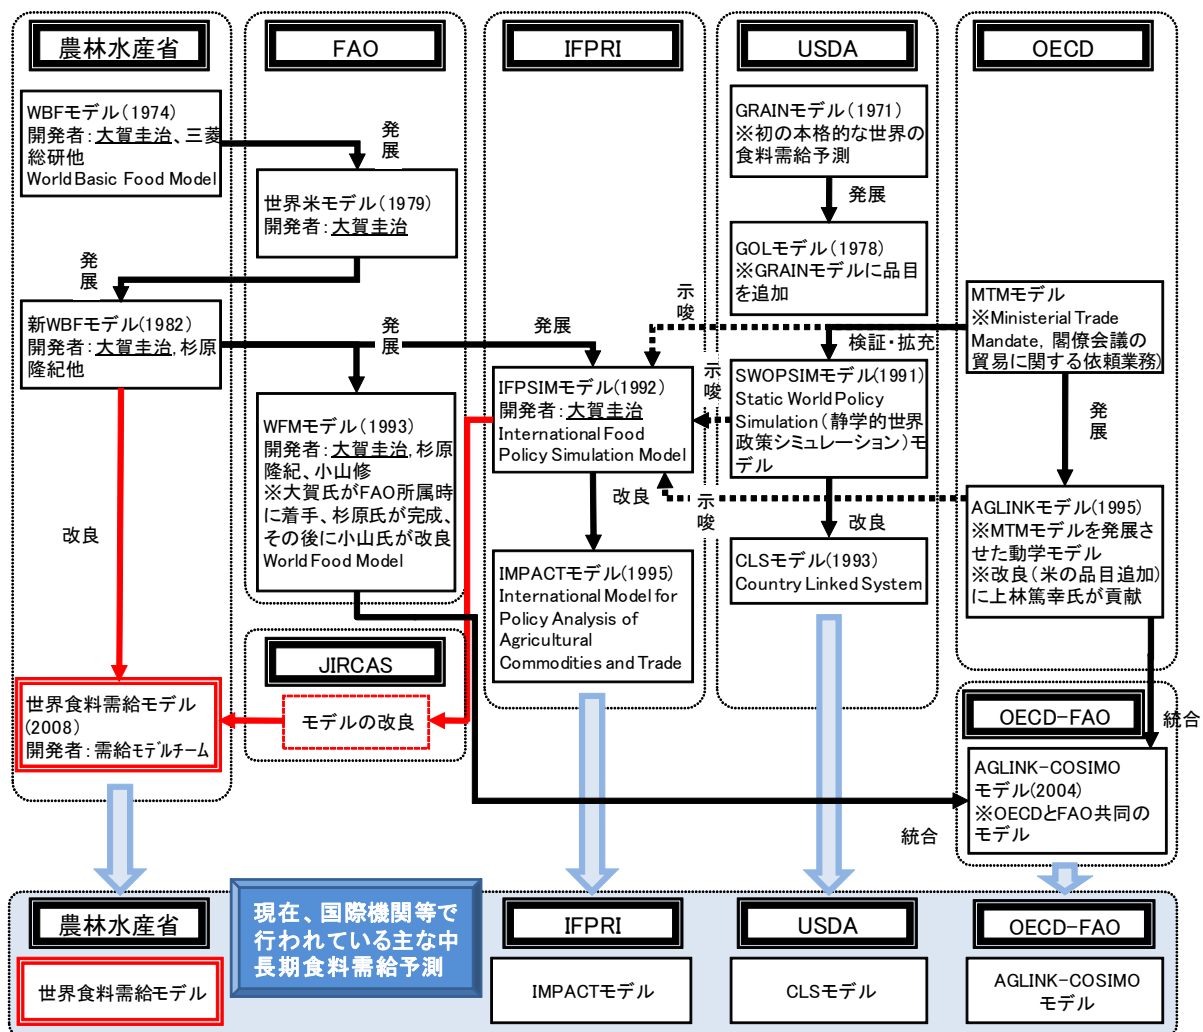 農林水産省
WBFモデル(1974)
開発者:大賀圭治、三菱
総研他
World Basic Food Model
発
展
新WBFモデル(1982)
開発者:大賀圭治,杉原
隆紀他
改良
世界食料需給モデル
(2008)
開発者:需給モデルチーム
FAO
発
展
世界米モデル(1979)
開発者:大賀圭治
発
展
WFMモデル(1993)
開発者:大賀圭治,杉原
隆紀、小山修
※大賀氏がFAO所属時
に着手、杉原氏が完成、
その後に小山氏が改良
World Food Model
JIRCAS
モデルの改良
IFPRI
発展
示
唆
示
唆
IFPSIMモデル(1992)
開発者:大賀圭治
International Food
Policy Simulation Model
改良
示
唆
IMPACTモデル(1995)
International Model for
Policy Analysis of
Agricultural
Commodities and Trade
USDA
GRAINモデル(1971)
※初の本格的な世界の
食料需給予測
発展
GOLモデル(1978)
※GRAINモデルに品目
を追加
検証・拡充
SWOPSIMモデル(1991)
Static World Policy
Simulation(静学的世界
政策シミュレーション)モ
デル
改良
CLSモデル(1993)
Country Linked System
OECD
MTMモデル
※Ministerial Trade
Mandate,閣僚会議の
貿易に関する依頼業務)
発展
AGLINKモデル(1995)
※MTMモデルを発展さ
せた動学モデル
※改良(米の品目追加)
に上林篤幸氏が貢献
OECD-FAO
統合
AGLINK-COSIMO
モデル(2004)
※OECDとFAO共同の
モデル
統合
現在、国際機関等で
行われている主な中
長期食料需給予測
農林水産省
世界食料需給モデル
IFPRI
IMPACTモデル
USDA
CLSモデル
OECD-FAO
AGLINK-COSIMO
モデル